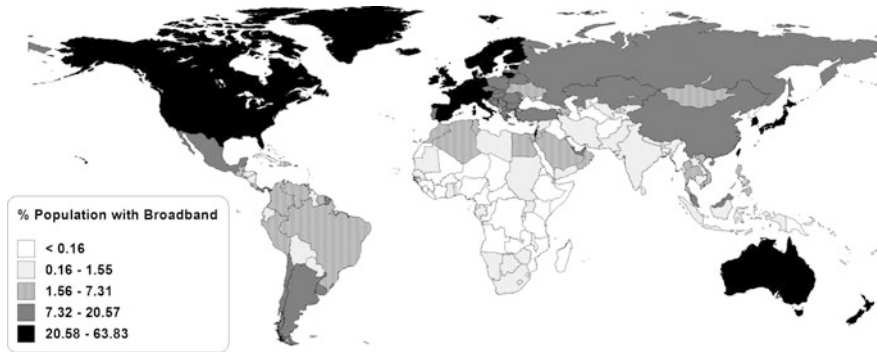 % Population with Broadband
< 0.16
0.16 - 1.55
1.56 - 7.31
7.32 - 20.57
20.58 - 63.83